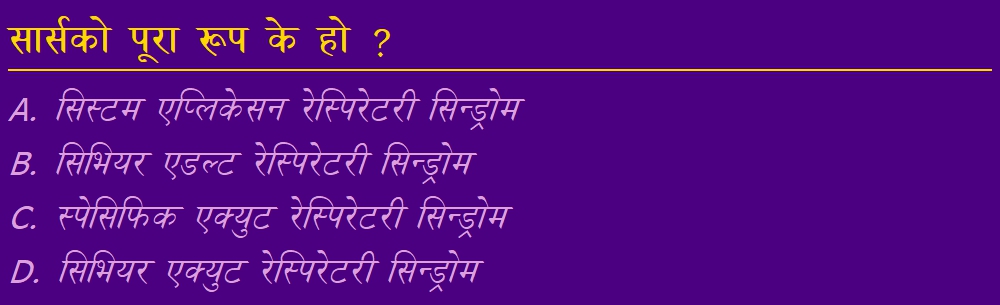 सार्सको पूरा रूप के हो ?
A. सिस्टम एप्लिकेसन रेस्पिरेटरी सिन्ड्रोम
B. सिभियर एडल्ट रेस्पिरेटरी सिन्ड्रोम
C. स्पेसिफिक एक्युट रेस्पिरेटरी सिन्ड्रोम
D. सिभियर एक्युट रेस्पिरेटरी सिन्ड्रोम